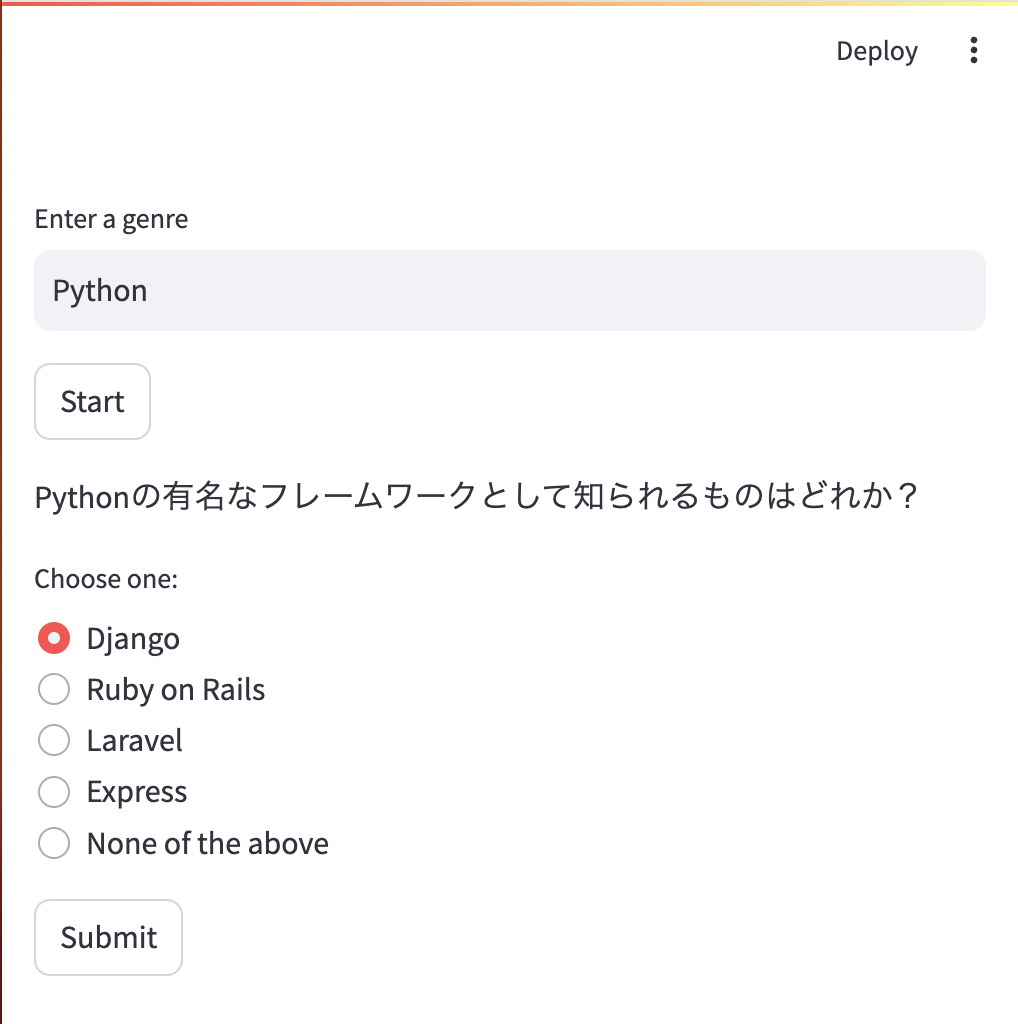 Deploy
Enter a genre
Python
Start
Pythonの有名なフレームワークとして知られるものはどれか？
Choose one:
Django
Ruby on Rails
Laravel
Express
None of the above
Submit